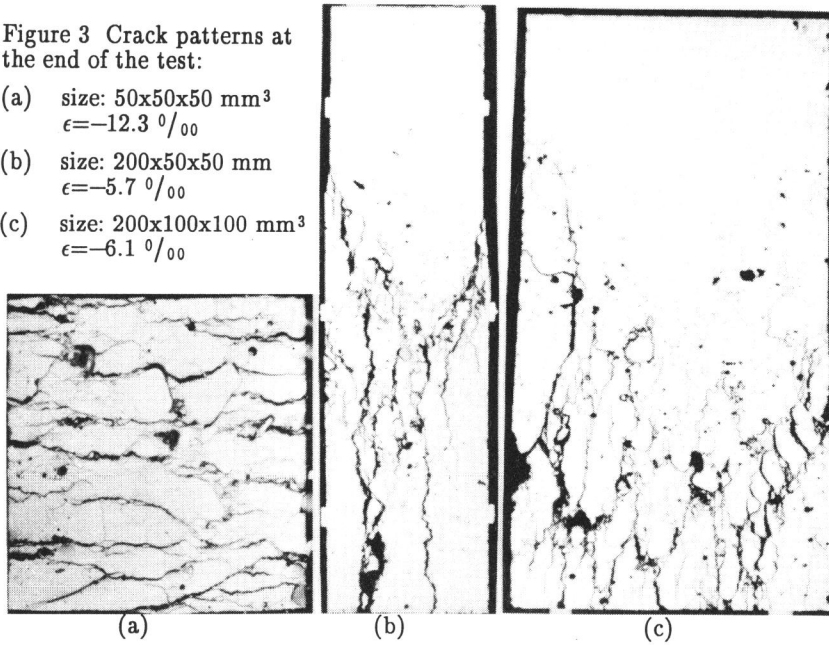 Figure 3 Crack patterns at
the end of the test:
(a) size: 50x50x50 mm³
ϵ=−12.3 ⁰/₀₀
(b) size: 200x50x50 mm
ϵ=−5.7 ⁰/₀₀
(c) size: 200x100x100 mm³
ϵ=−6.1 ⁰/₀₀
(a) (b) (c)